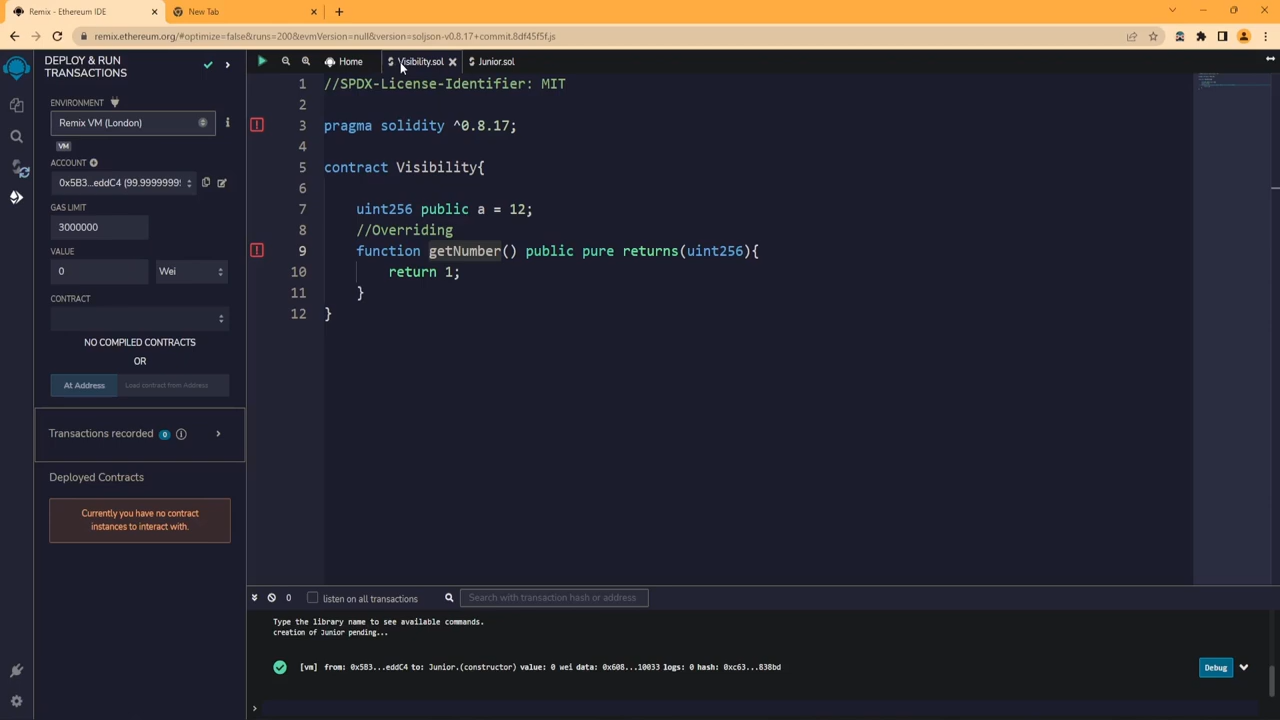 Remix - Ethereum IDE
New Tab
remix.ethereum.org/#optimize=false&runs=200&evmVersion=null&version=soljson-v0.8.17+commit.8df45f5f.js
DEPLOY & RUN
TRANSACTIONS
ENVIRONMENT
Remix VM (London)
VM
ACCOUNT
0x5B3...eddC4 (99.9999999
GAS LIMIT
3000000
VALUE
0
Wei
CONTRACT
NO COMPILED CONTRACTS
OR
At Address
Load contract from Address
Transactions recorded 0
Deployed Contracts
Currently you have no contract
instances to interact with.
Home
Visibility.sol
Junior.sol
1 //SPDX-License-Identifier: MIT
2
3 pragma solidity ^0.8.17;
4
5 contract Visibility{
6
7 uint256 public a = 12;
8 //Overriding
9 function getNumber() public pure returns(uint256){
10 return 1;
11 }
12 }
0
listen on all transactions
Search with transaction hash or address
Type the library name to see available commands.
creation of Junior pending...
[vm] from: 0x5B3...eddC4 to: Junior.(constructor) value: 0 wei data: 0x608...10033 logs: 0 hash: 0xc63...838bd
Debug
>